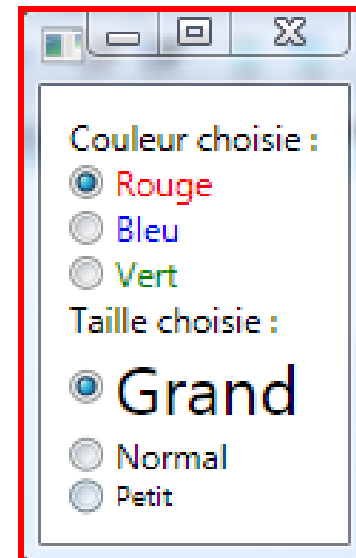 Couleur choisie :
Rouge
Bleu
Vert
Taille choisie :
Grand
Normal
Petit